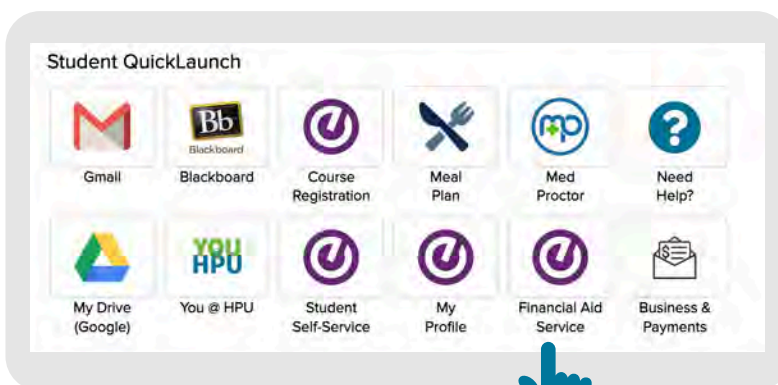 Student QuickLaunch
Bb
Blackboard
mp
?
Gmail
Blackboard
Course
Registration
Meal
Plan
Med
Proctor
Need
Help?
YOU
HPU
$
My Drive
(Google)
You @ HPU
Student
Self-Service
My
Profile
Financial Aid
Service
Business &
Payments